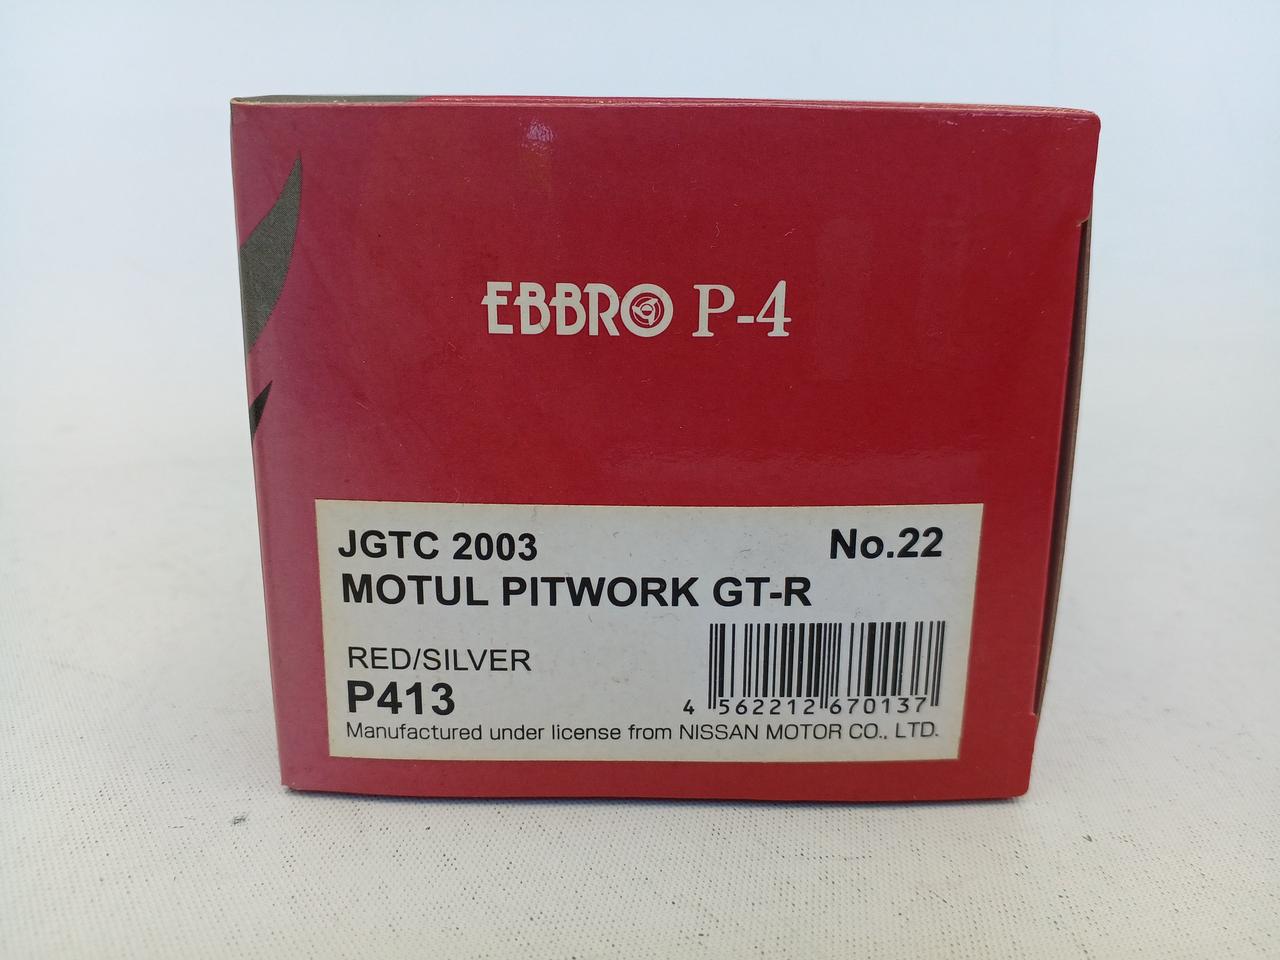 EBBRO P-4
JGTC 2003 No.22
MOTUL PITWORK GT-R
RED/SILVER
P413
4 562212 670137
Manufactured under license from NISSAN MOTOR CO., LTD.